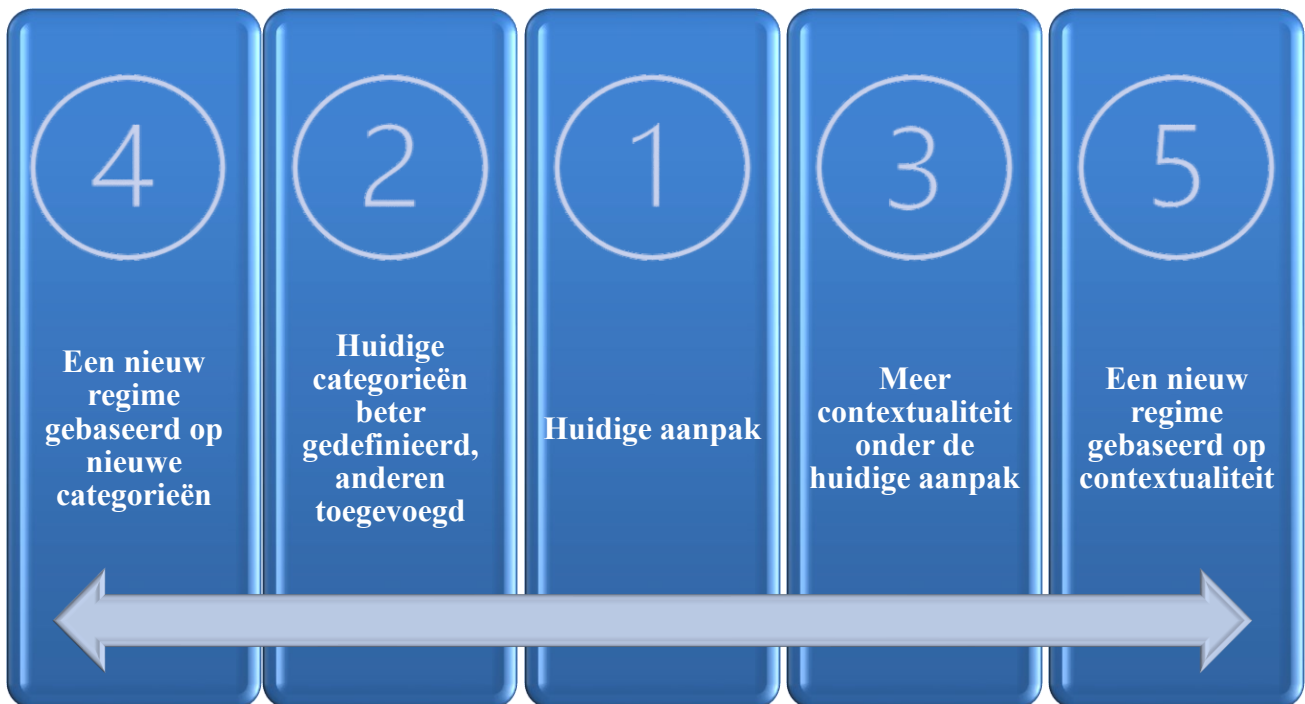 4
Een nieuw
regime
gebaseerd op
nieuwe
categorieën
2
Huidige
categorieën
beter
gedefinieerd,
anderen
toegevoegd
1
Huidige aanpak
3
Meer
contextualiteit
onder de
huidige aanpak
5
Een nieuw
regime
gebaseerd op
contextualiteit